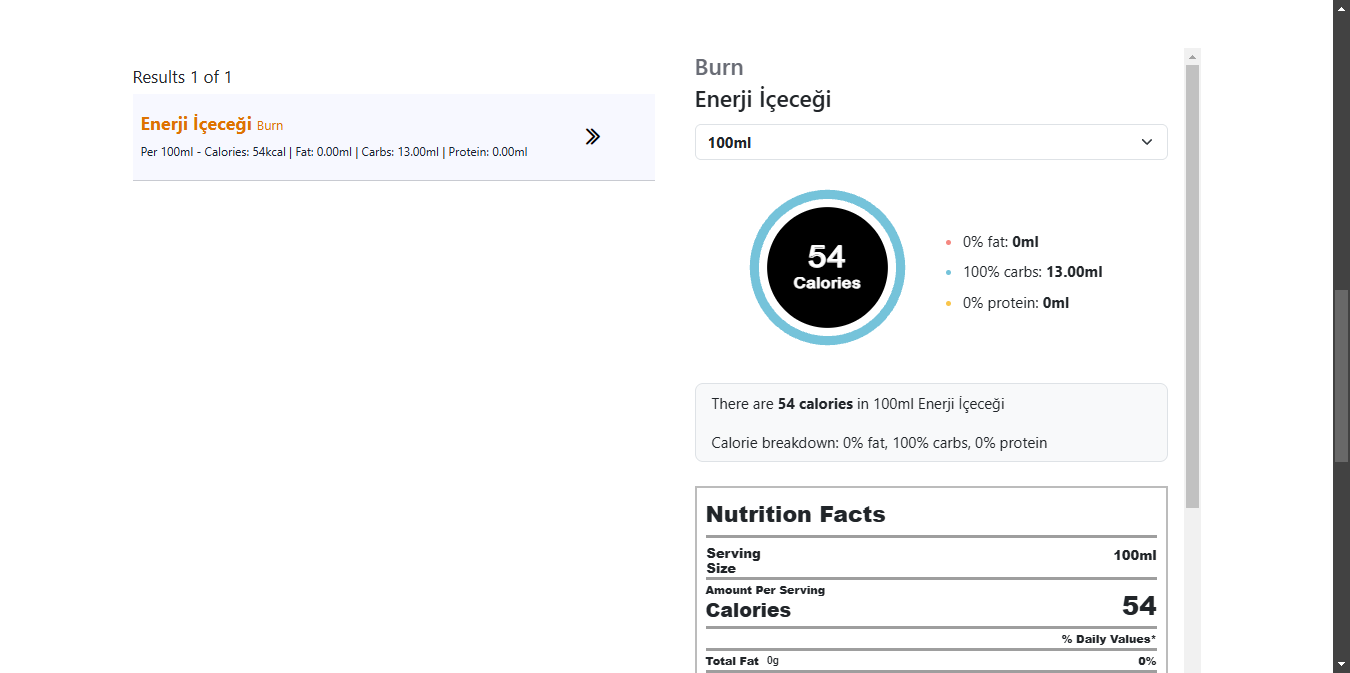 Results 1 of 1
Enerji İçeceği Burn
Per 100ml - Calories: 54kcal | Fat: 0.00ml | Carbs: 13.00ml | Protein: 0.00ml
Burn
Enerji İçeceği
100ml
54
Calories
0% fat: 0ml
100% carbs: 13.00ml
0% protein: 0ml
There are 54 calories in 100ml Enerji İçeceği
Calorie breakdown: 0% fat, 100% carbs, 0% protein
Nutrition Facts
Serving Size 100ml
Amount Per Serving
Calories 54
% Daily Values*
Total Fat 0g 0%